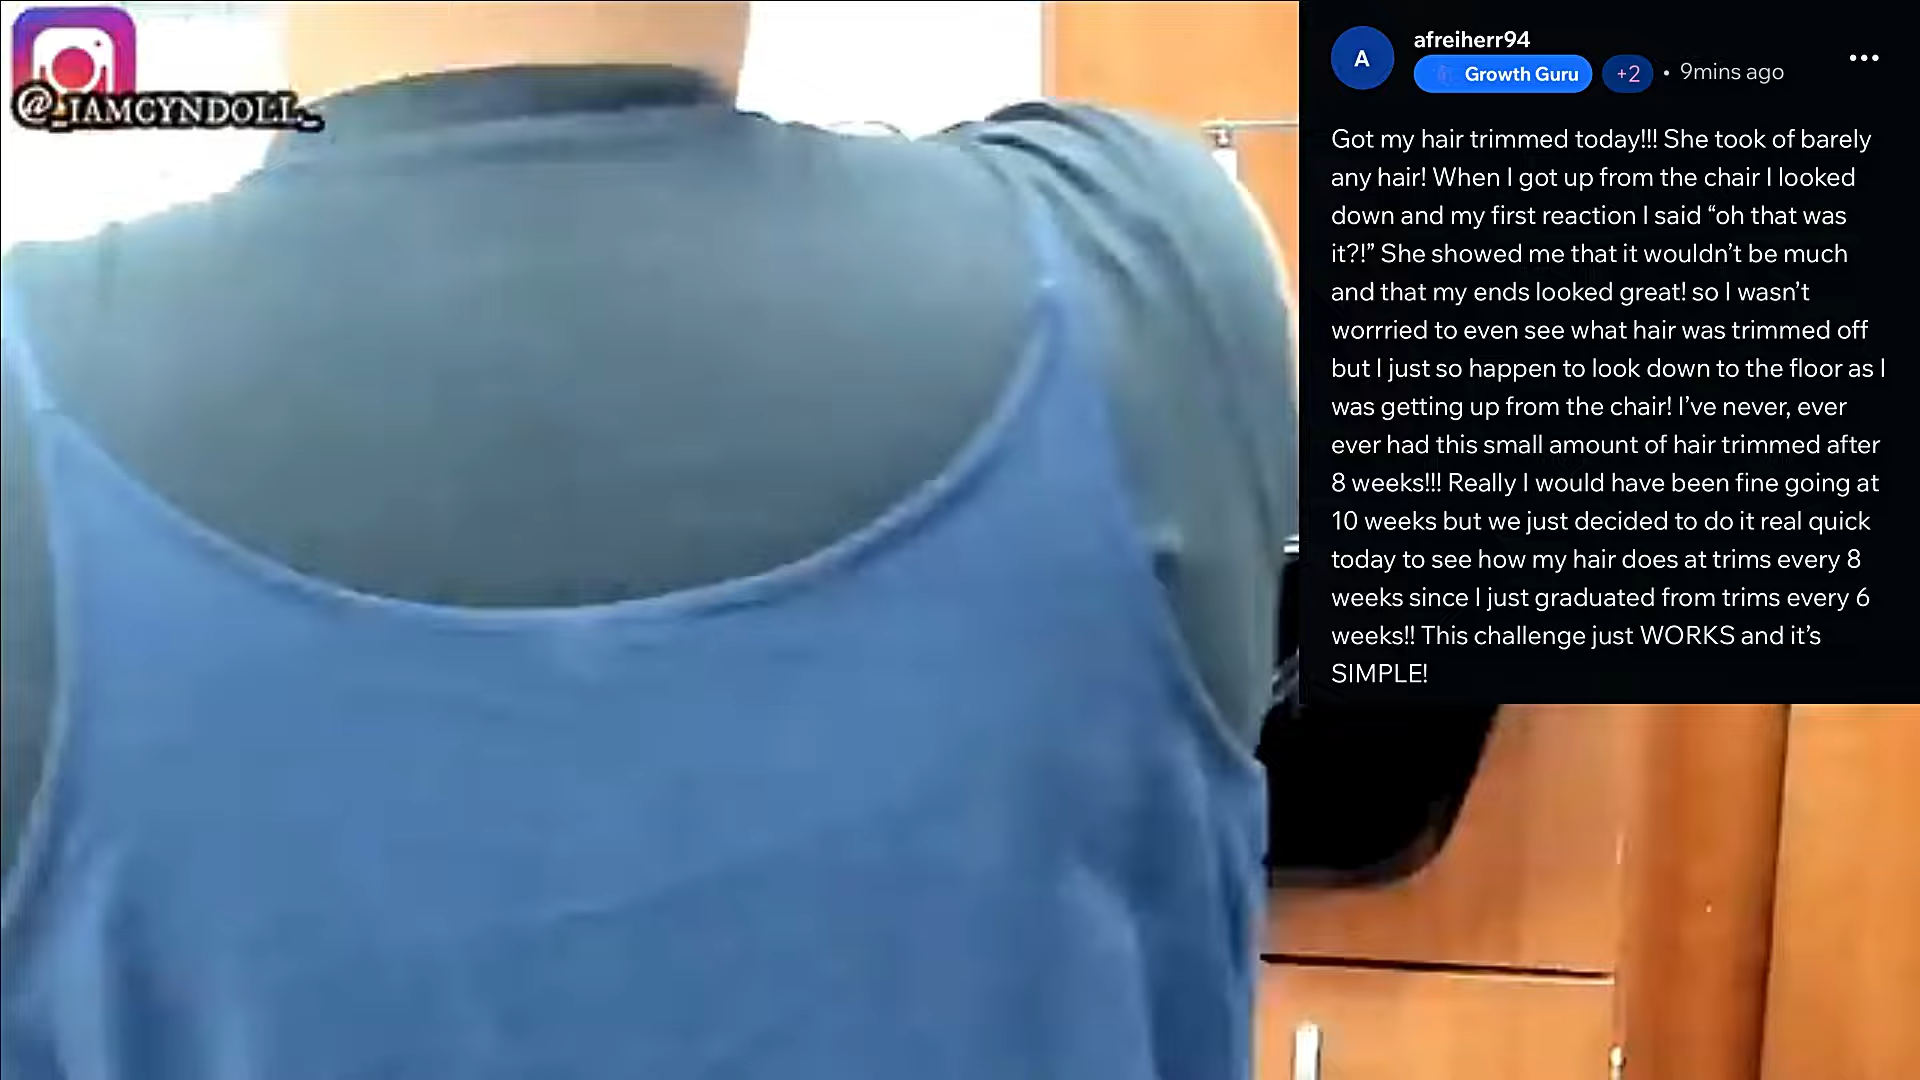 @_IAMCYNDOLL_
A
afreiherr94
Growth Guru
+2
• 9mins ago
Got my hair trimmed today!!! She took of barely
any hair! When I got up from the chair I looked
down and my first reaction I said “oh that was
it?!” She showed me that it wouldn’t be much
and that my ends looked great! so I wasn’t
worrried to even see what hair was trimmed off
but I just so happen to look down to the floor as I
was getting up from the chair! I’ve never, ever
ever had this small amount of hair trimmed after
8 weeks!!! Really I would have been fine going at
10 weeks but we just decided to do it real quick
today to see how my hair does at trims every 8
weeks since I just graduated from trims every 6
weeks!! This challenge just WORKS and it’s
SIMPLE!